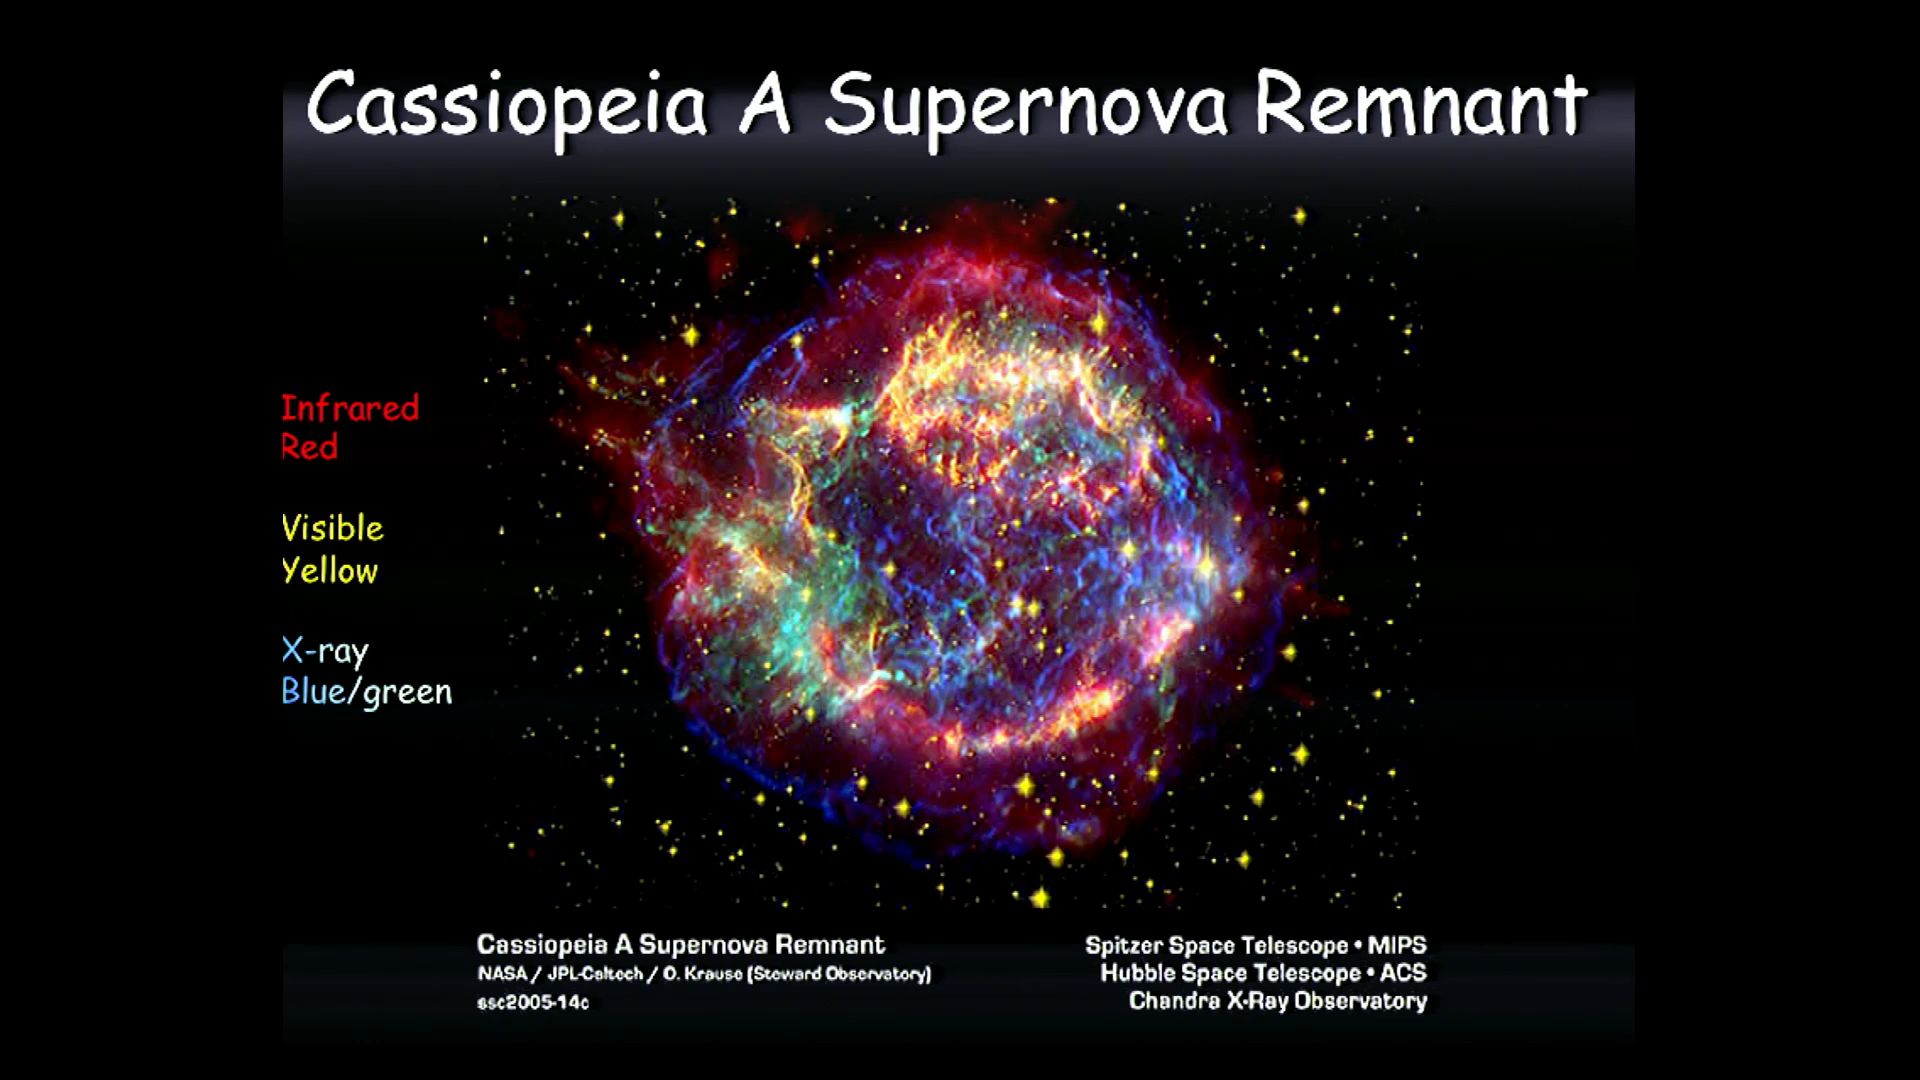 Cassiopeia A Supernova Remnant
Infrared
Red
Visible
Yellow
X-ray
Blue/green
Cassiopeia A Supernova Remnant
NASA / JPL-Caltech / O. Krause (Steward Observatory)
ssc2005-14c
Spitzer Space Telescope • MIPS
Hubble Space Telescope • ACS
Chandra X-Ray Observatory